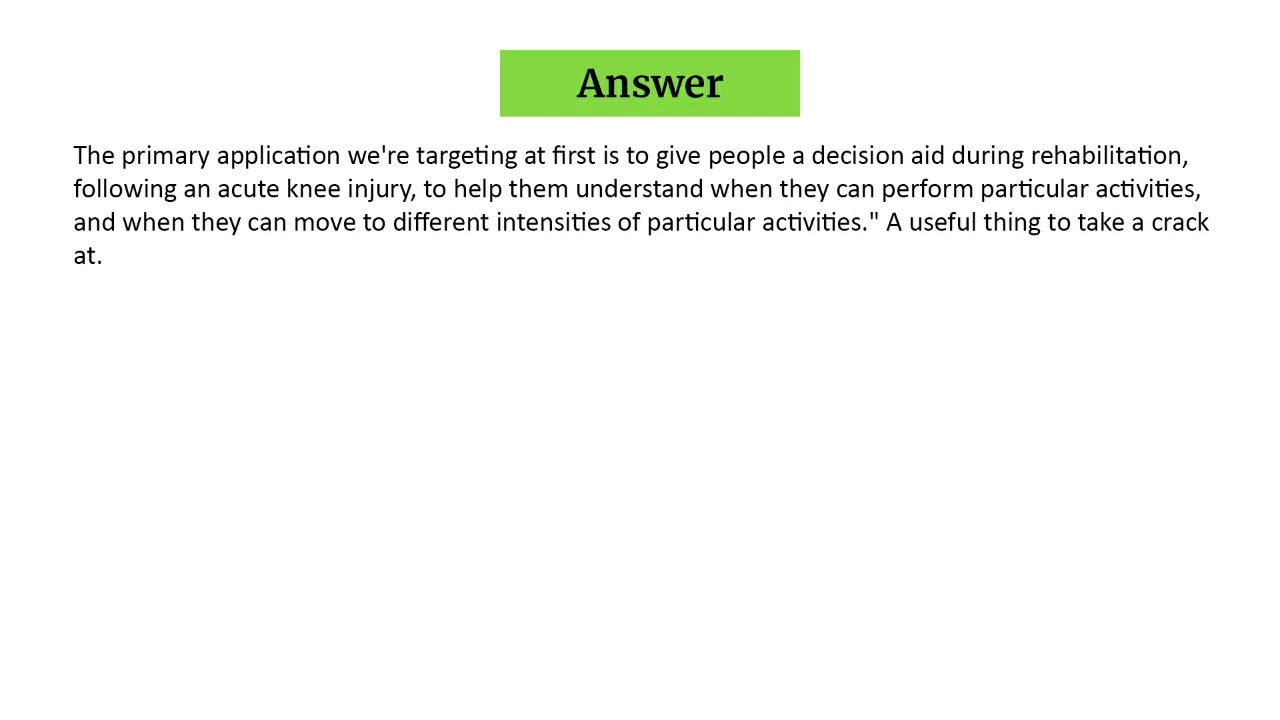 Answer
The primary application we're targeting at first is to give people a decision aid during rehabilitation,
following an acute knee injury, to help them understand when they can perform particular activities,
and when they can move to different intensities of particular activities." A useful thing to take a crack
at.